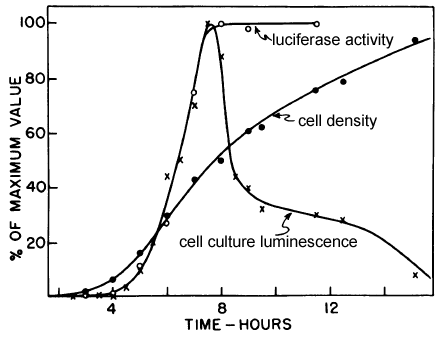 % OF MAXIMUM VALUE
100
80
60
40
20
luciferase activity
cell density
cell culture luminescence
4
6
8
12
TIME – HOURS